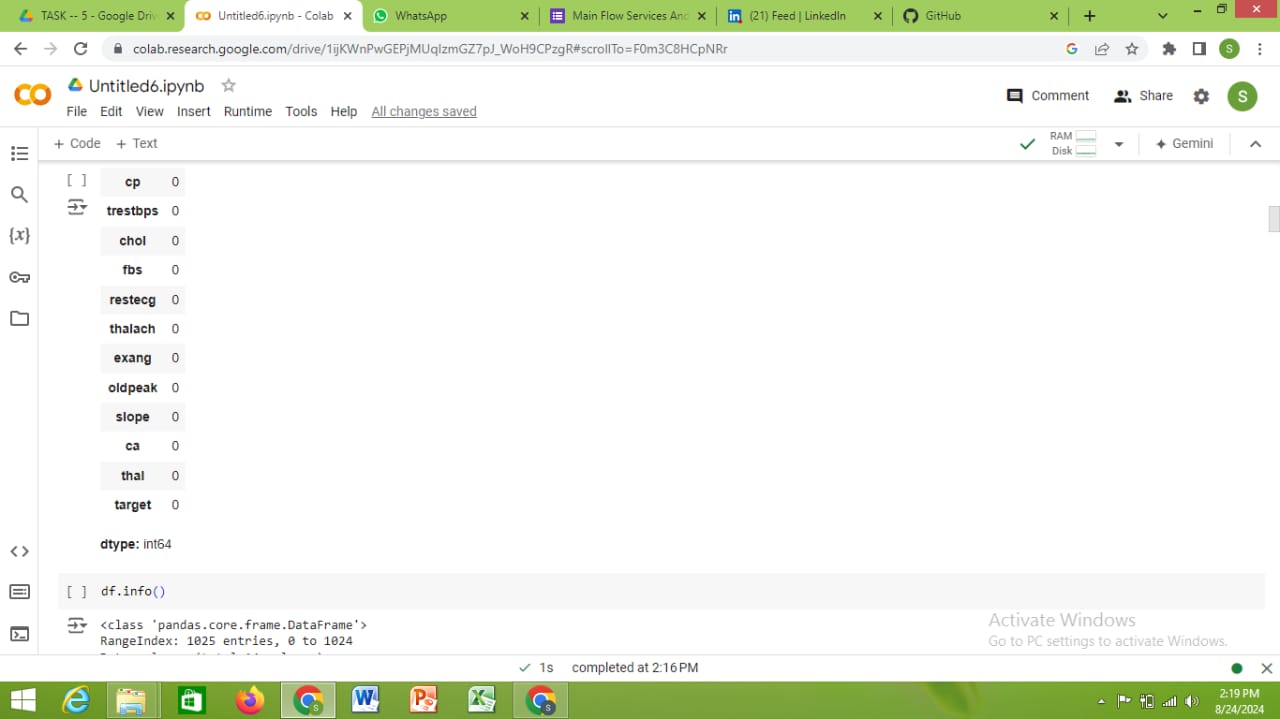 TASK -- 5 - Google Driv
Untitled6.ipynb - Colab
WhatsApp
Main Flow Services And
(21) Feed | LinkedIn
GitHub
colab.research.google.com/drive/1ijKWnPwGEPjMUqIzmGZ7pJ_WoH9CPzgR#scrollTo=F0m3C8HCpNRr
G
S
CO
Untitled6.ipynb
File Edit View Insert Runtime Tools Help All changes saved
Comment Share S
+ Code + Text
RAM
Disk
Gemini
[ ] cp 0
trestbps 0
chol 0
fbs 0
restecg 0
thalach 0
exang 0
oldpeak 0
slope 0
ca 0
thal 0
target 0
dtype: int64
{x}
[ ] df.info()
<class 'pandas.core.frame.DataFrame'>
RangeIndex: 1025 entries, 0 to 1024
Activate Windows
Go to PC settings to activate Windows.
1s completed at 2:16 PM
2:19 PM
8/24/2024